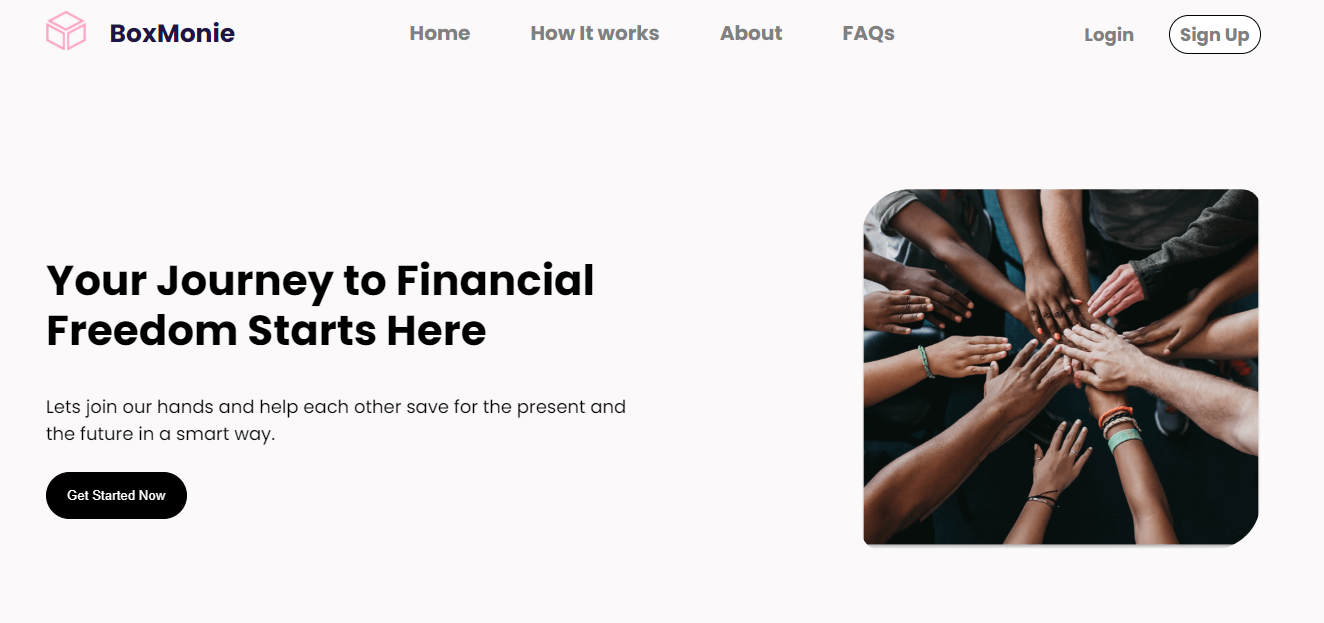 BoxMonie
Home
How It works
About
FAQs
Login
Sign Up
Your Journey to Financial
Freedom Starts Here
Lets join our hands and help each other save for the present and
the future in a smart way.
Get Started Now